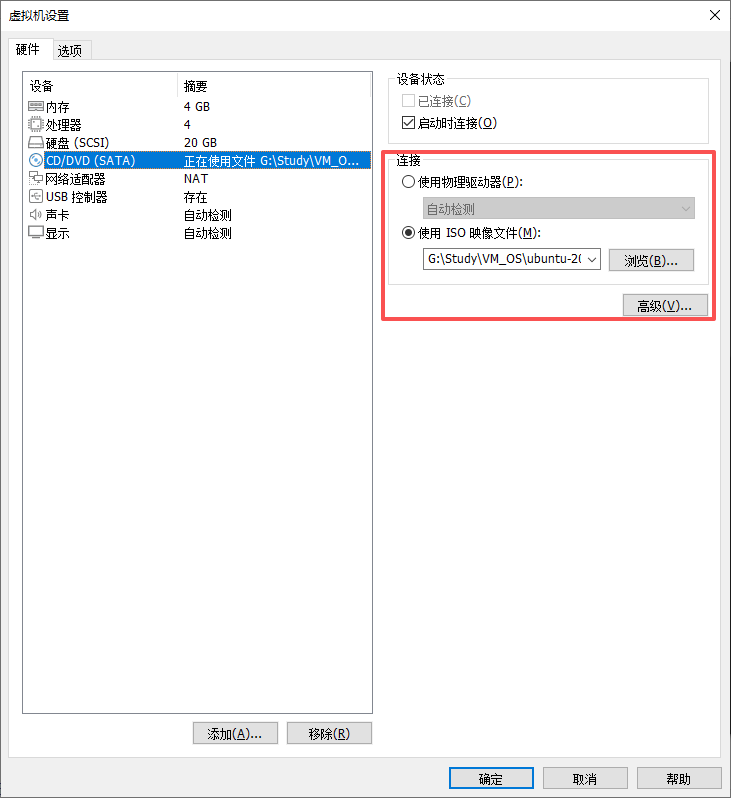 虚拟机设置
硬件 选项
设备 摘要
内存 4 GB
处理器 4
硬盘 (SCSI) 20 GB
CD/DVD (SATA) 正在使用文件 G:\Study\VM_O...
网络适配器 NAT
USB 控制器 存在
声卡 自动检测
显示 自动检测
添加(A)... 移除(R)
设备状态
已连接(C)
启动时连接(O)
连接
使用物理驱动器(P):
自动检测
使用 ISO 映像文件(M):
G:\Study\VM_OS\ubuntu-20 浏览(B)...
高级(V)...
确定 取消 帮助